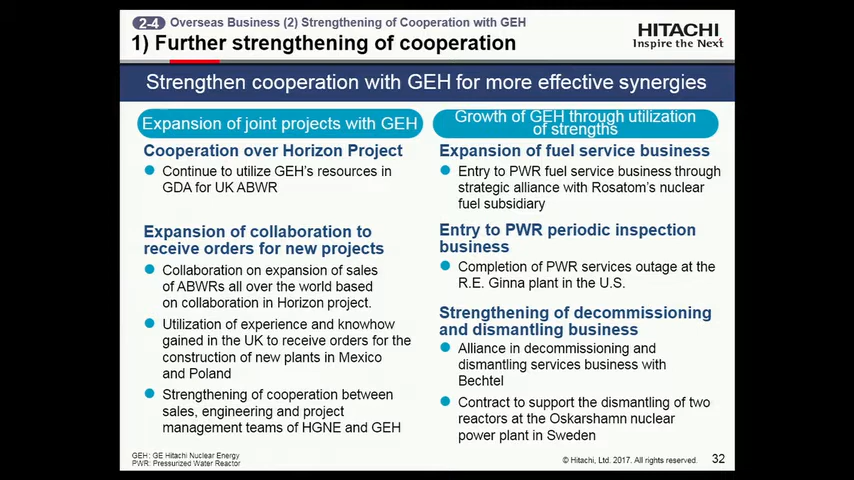 2-4 Overseas Business (2) Strengthening of Cooperation with GEH
1) Further strengthening of cooperation
HITACHI
Inspire the Next
Strengthen cooperation with GEH for more effective synergies
Expansion of joint projects with GEH
Cooperation over Horizon Project
Continue to utilize GEH's resources in
GDA for UK ABWR
Expansion of collaboration to
receive orders for new projects
Collaboration on expansion of sales
of ABWRs all over the world based
on collaboration in Horizon project.
Utilization of experience and knowhow
gained in the UK to receive orders for the
construction of new plants in Mexico
and Poland
Strengthening of cooperation between
sales, engineering and project
management teams of HGNE and GEH
Growth of GEH through utilization
of strengths
Expansion of fuel service business
Entry to PWR fuel service business through
strategic alliance with Rosatom's nuclear
fuel subsidiary
Entry to PWR periodic inspection
business
Completion of PWR services outage at the
R.E. Ginna plant in the U.S.
Strengthening of decommissioning
and dismantling business
Alliance in decommissioning and
dismantling services business with
Bechtel
Contract to support the dismantling of two
reactors at the Oskarshamn nuclear
power plant in Sweden
GEH: GE Hitachi Nuclear Energy
PWR: Pressurized Water Reactor
© Hitachi, Ltd. 2017. All rights reserved. 32